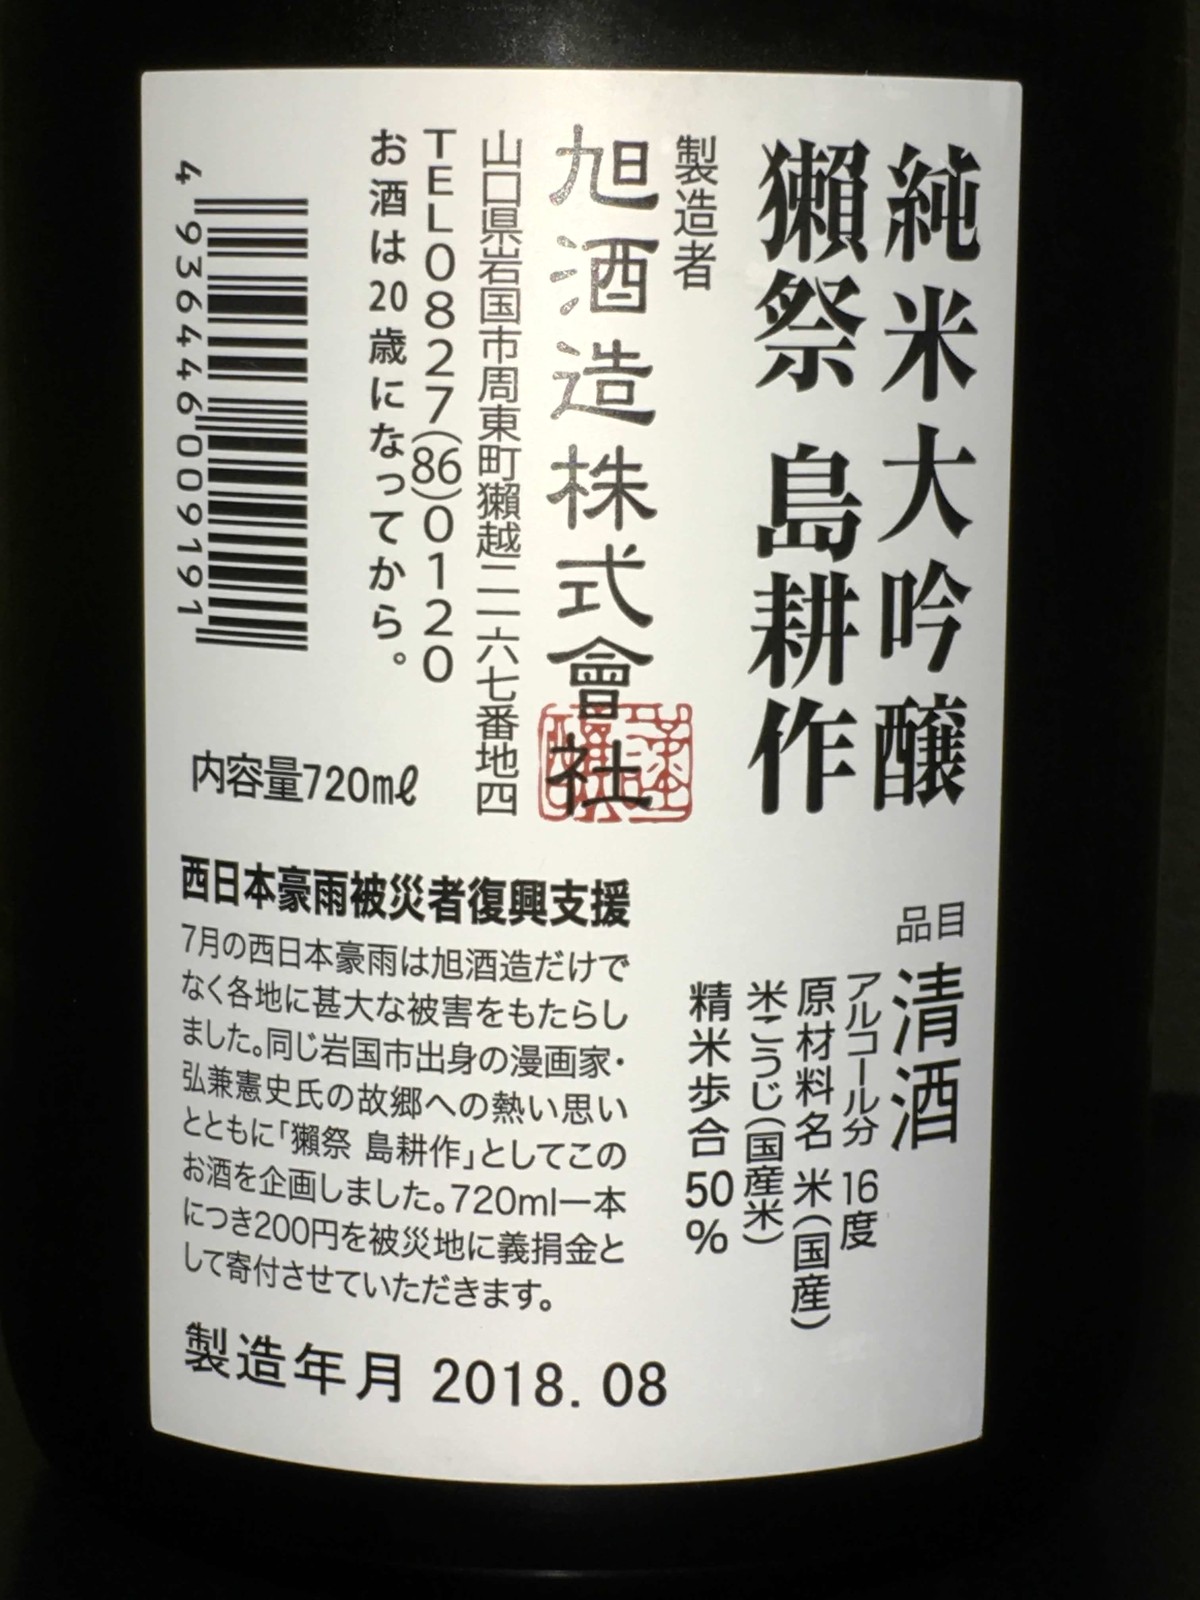 純米大吟醸
獺祭 島耕作
製造者
旭酒造株式會社
山口県岩国市周東町獺越二一六七番地四
TEL0827(86)0120
お酒は20歳になってから。
4936446009191
内容量720mℓ
品目
清酒
アルコール分 16度
原材料名 米(国産)
米こうじ(国産米)
精米歩合 50%
西日本豪雨被災者復興支援
7月の西日本豪雨は旭酒造だけで
なく各地に甚大な被害をもたらし
ました。同じ岩国市出身の漫画家・
弘兼憲史氏の故郷への熱い思い
とともに「獺祭 島耕作」としてこの
お酒を企画しました。720ml一本
につき200円を被災地に義捐金と
して寄付させていただきます。
製造年月 2018.08